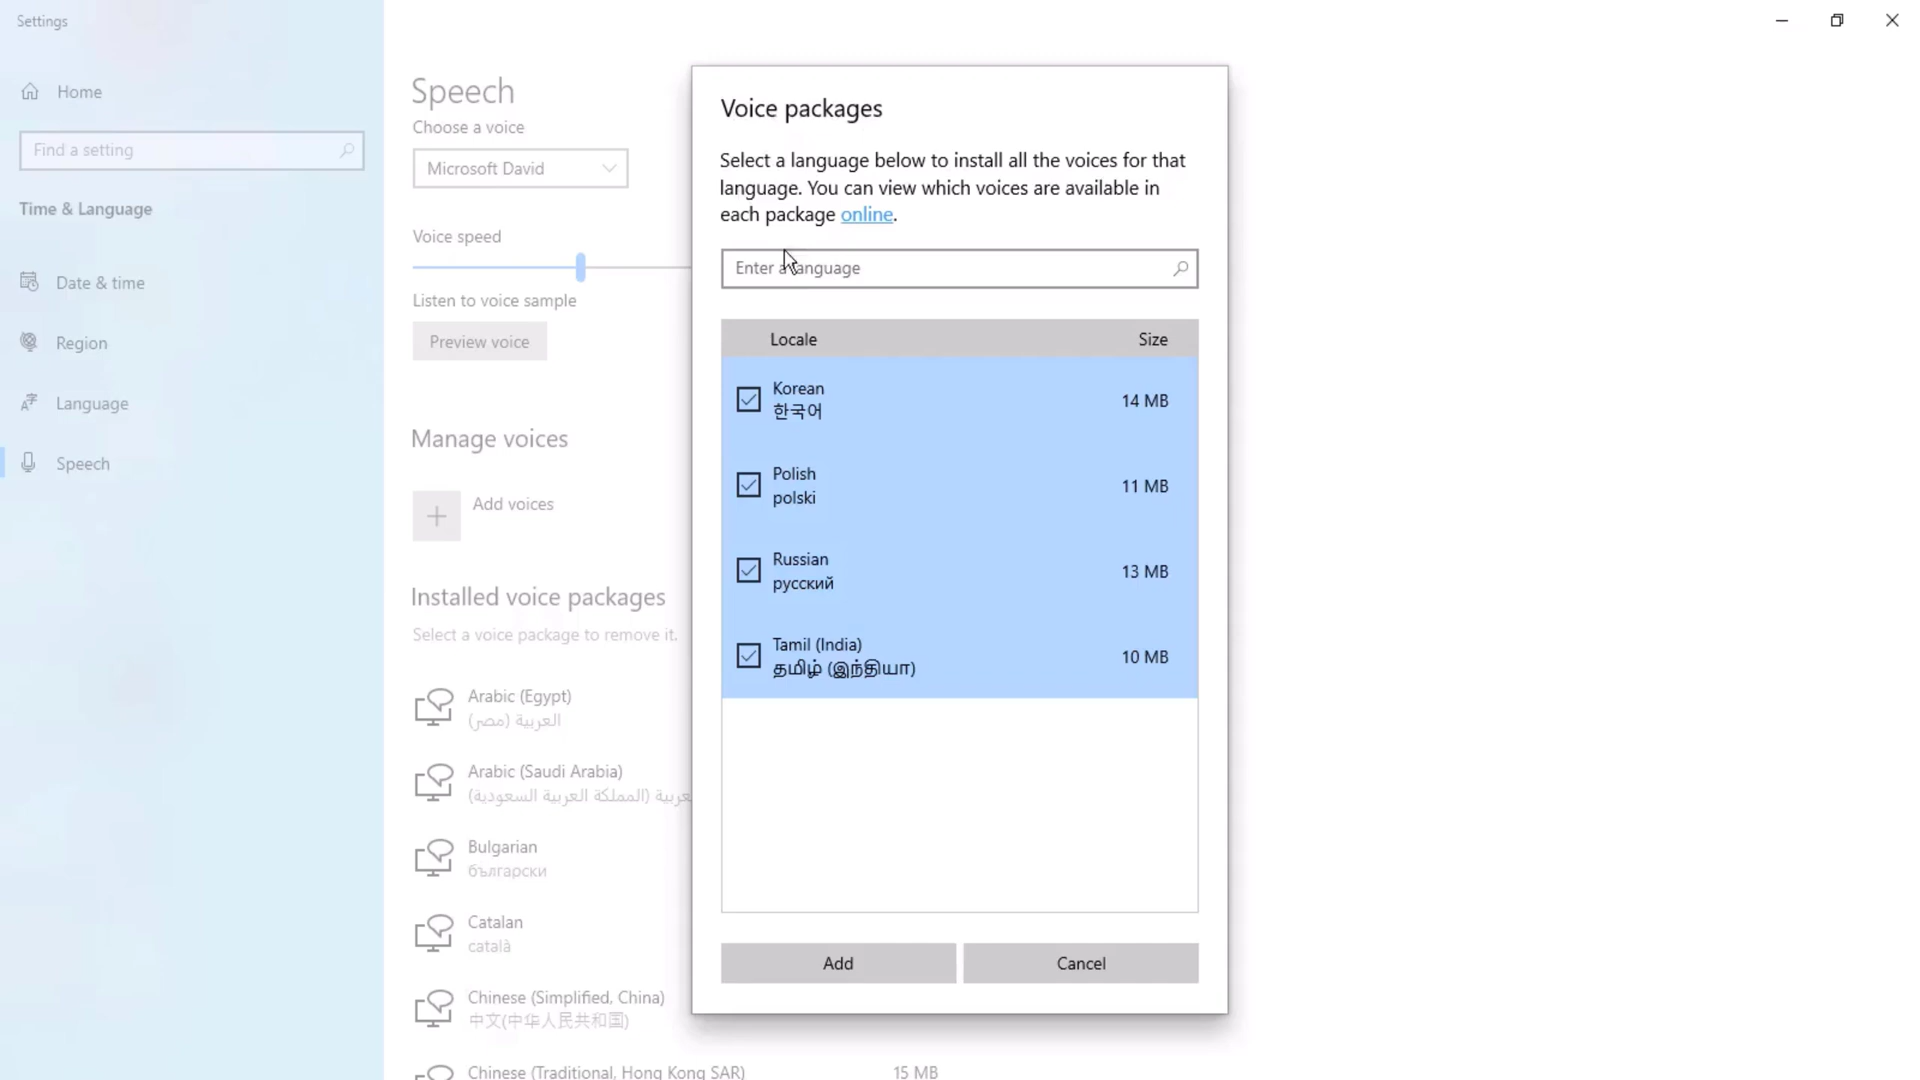 Settings
Home
Find a setting
Time & Language
Date & time
Region
Language
Speech
Speech
Choose a voice
Microsoft David
Voice speed
Listen to voice sample
Preview voice
Manage voices
Add voices
Installed voice packages
Select a voice package to remove it.
Arabic (Egypt)
العربية (مصر)
Arabic (Saudi Arabia)
العربية (المملكة العربية السعودية)
Bulgarian
български
Catalan
català
Chinese (Simplified, China)
中文(中华人民共和国)
Chinese (Traditional, Hong Kong SAR) 15 MB
Voice packages
Select a language below to install all the voices for that
language. You can view which voices are available in
each package online.
Enter a language
Locale Size
Korean
한국어
14 MB
Polish
polski
11 MB
Russian
русский
13 MB
Tamil (India)
தமிழ் (இந்தியா)
10 MB
Add
Cancel